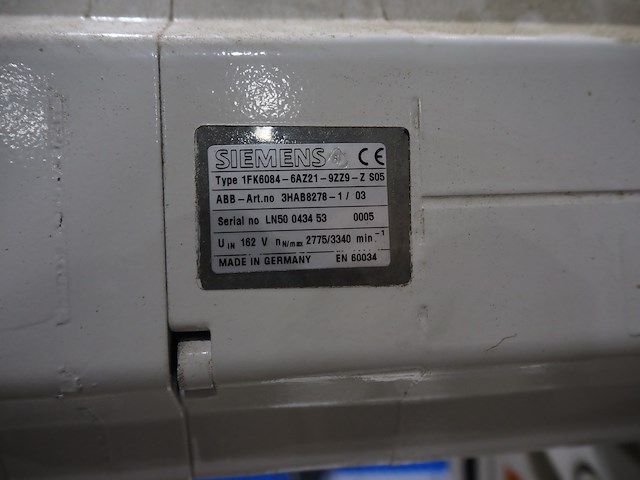 SIEMENS CE
Type 1FK6084-6AZ21-9ZZ9-Z S05
ABB-Art.no 3HAB8278-1 / 03
Serial no LN50 0434 53 0005
U IN 162 V n N/max 2775/3340 min -1
MADE IN GERMANY EN 60034